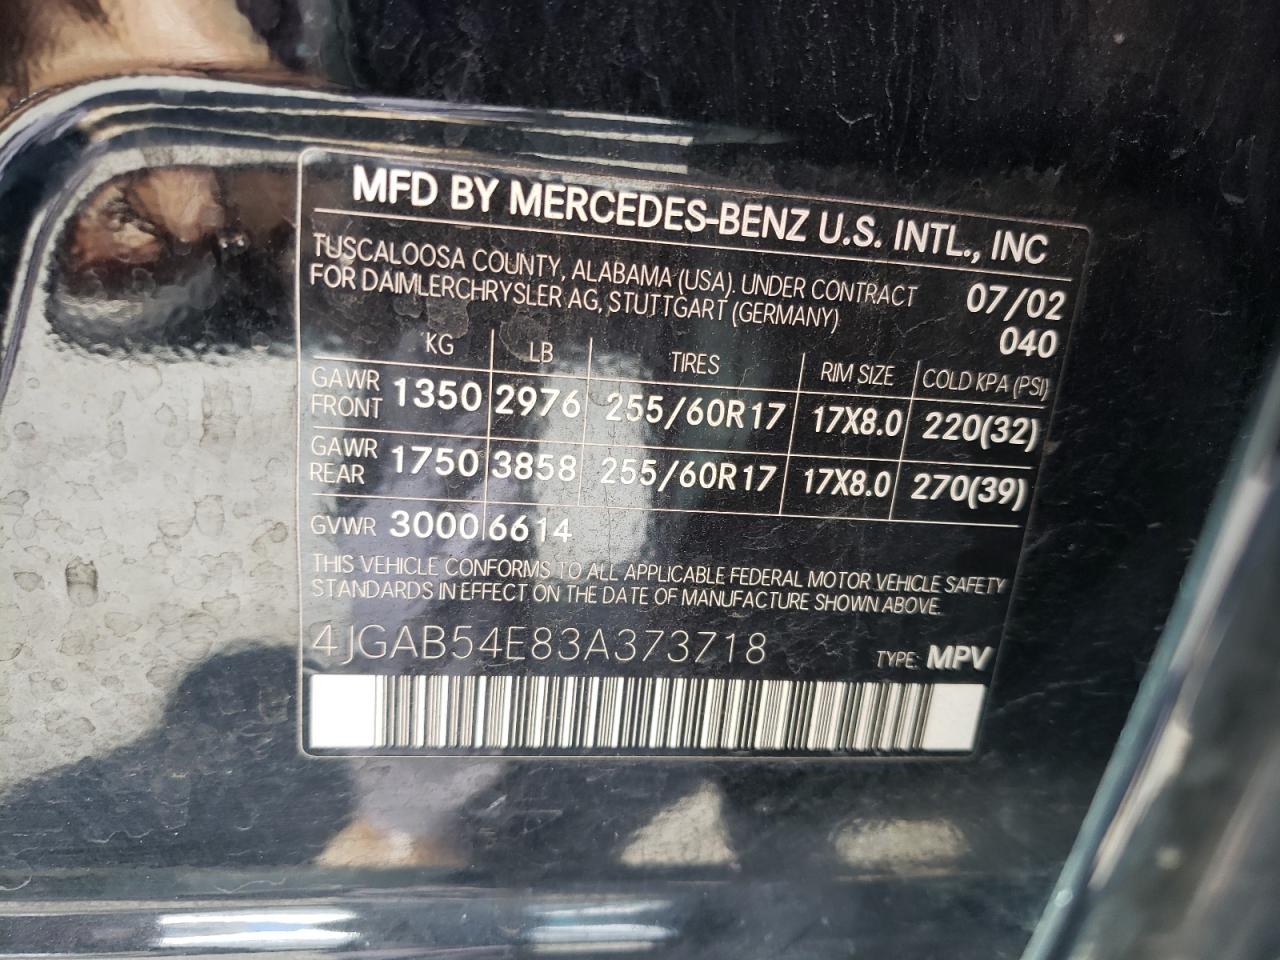 MFD BY MERCEDES-BENZ U.S. INTL., INC
TUSCALOOSA COUNTY, ALABAMA (USA). UNDER CONTRACT
FOR DAIMLERCHRYSLER AG, STUTTGART (GERMANY)
07/02
040
KG LB TIRES RIM SIZE COLD KPA (PSI)
GAWR FRONT 1350 2976 255/60R17 17X8.0 220(32)
GAWR REAR 1750 3858 255/60R17 17X8.0 270(39)
GVWR 3000 6614
THIS VEHICLE CONFORMS TO ALL APPLICABLE FEDERAL MOTOR VEHICLE SAFETY
STANDARDS IN EFFECT ON THE DATE OF MANUFACTURE SHOWN ABOVE.
4JGAB54E83A373718 TYPE: MPV